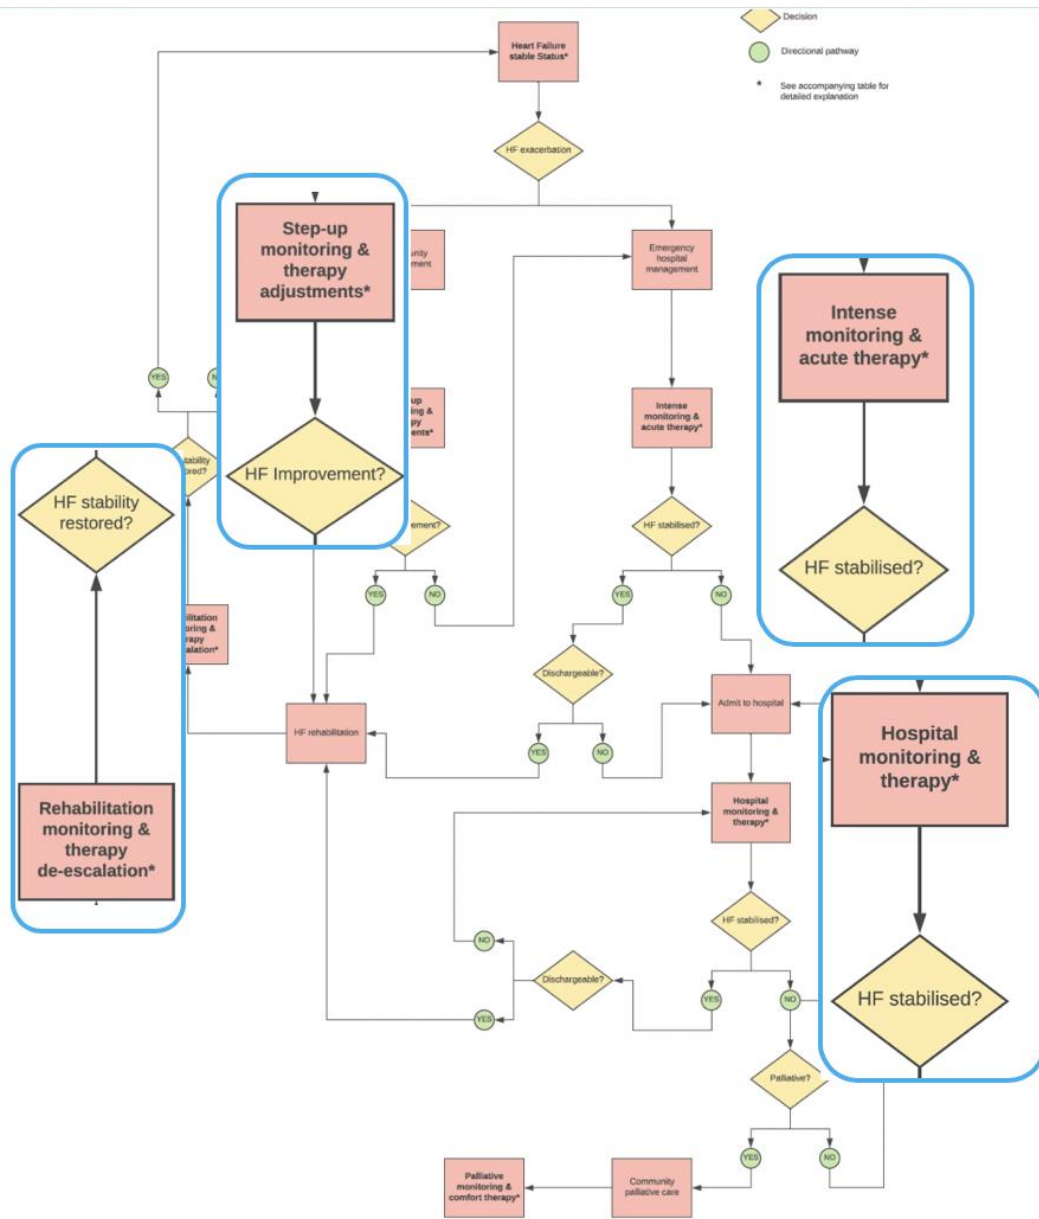 Decision
Directional pathway
* See accompanying table for
detailed explanation
Heart Failure
stable Status*
HF exacerbation
Step-up
monitoring &
therapy
adjustments*
HF Improvement?
Emergency
hospital
management
Intense
monitoring &
acute therapy*
HF stabilised?
YES
Intense
monitoring &
acute therapy*
HF stabilised?
HF stability
restored?
Rehabilitation
monitoring &
therapy
de-escalation*
YES
NO
YES
NO
HF rehabilitation
Dischargeable?
YES
NO
Admit to hospital
Hospital
monitoring &
therapy*
HF stabilised?
Hospital
monitoring &
therapy*
HF stabilised?
NO
Dischargeable?
YES
YES
NO
Palliative?
YES
NO
Palliative
monitoring &
comfort therapy*
Community
palliative care